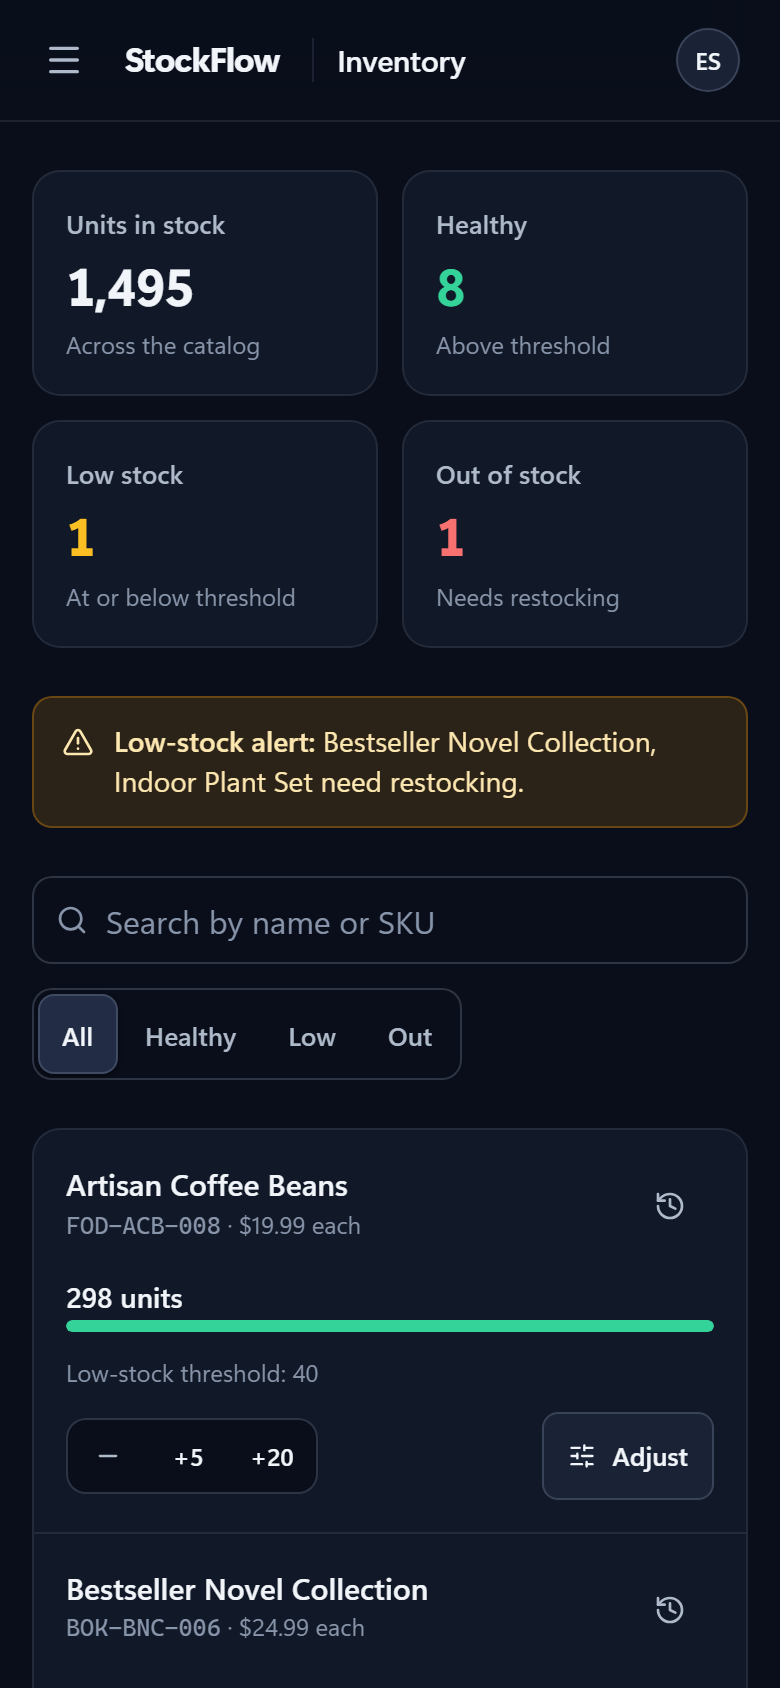 StockFlow
Inventory
ES
Units in stock
1,495
Across the catalog
Healthy
8
Above threshold
Low stock
1
At or below threshold
Out of stock
1
Needs restocking
Low-stock alert: Bestseller Novel Collection,
Indoor Plant Set need restocking.
Search by name or SKU
All
Healthy
Low
Out
Artisan Coffee Beans
FOD-ACB-008 · $19.99 each
298 units
Low-stock threshold: 40
− +5 +20
Adjust
Bestseller Novel Collection
BOK-BNC-006 · $24.99 each